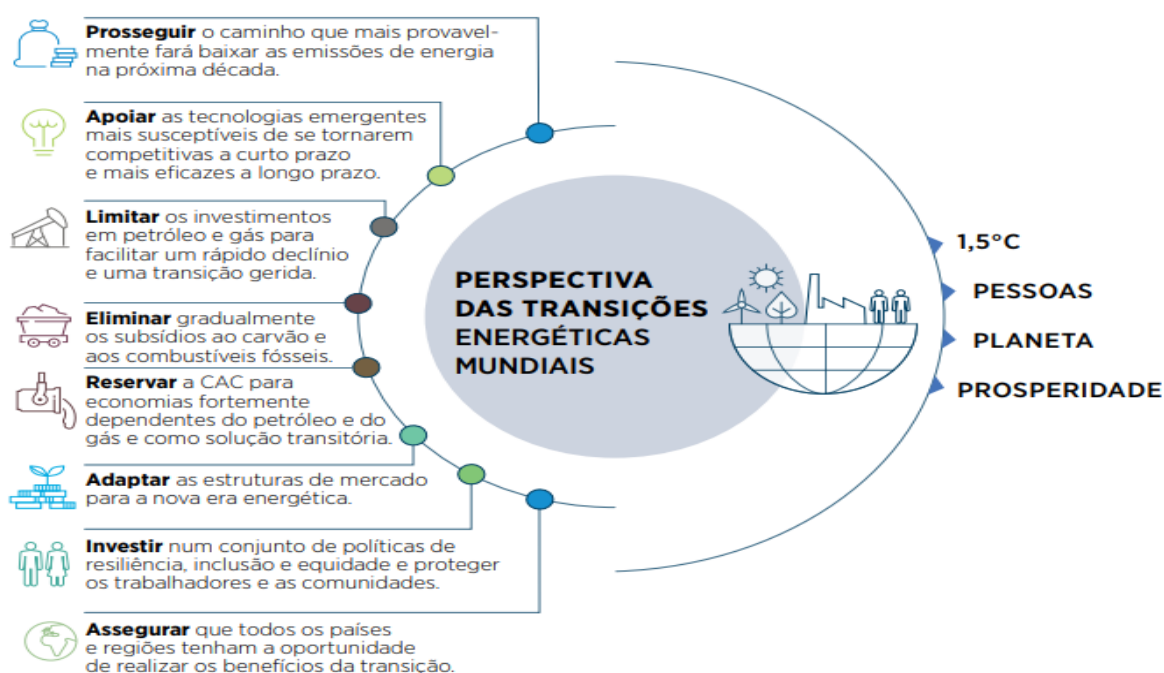 Prosseguir o caminho que mais provavel-
mente fará baixar as emissões de energia
na próxima década.
Apoiar as tecnologias emergentes
mais susceptíveis de se tornarem
competitivas a curto prazo
e mais eficazes a longo prazo.
Limitar os investimentos
em petróleo e gás para
facilitar um rápido declínio
e uma transição gerida.
Eliminar gradualmente
os subsídios ao carvão e
aos combustíveis fósseis.
Reservar a CAC para
economias fortemente
dependentes do petróleo e do
gás e como solução transitória.
Adaptar as estruturas de mercado
para a nova era energética.
Investir num conjunto de políticas de
resiliência, inclusão e equidade e proteger
os trabalhadores e as comunidades.
Assegurar que todos os países
e regiões tenham a oportunidade
de realizar os benefícios da transição.
PERSPECTIVA
DAS TRANSIÇÕES
ENERGÉTICAS
MUNDIAIS
1,5°C
PESSOAS
PLANETA
PROSPERIDADE